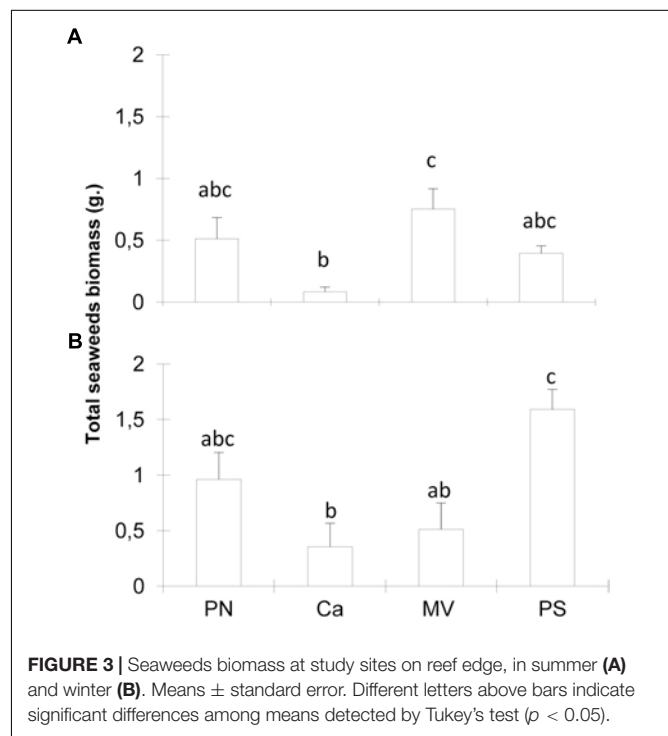 A
Total seaweeds biomass (g.)
2
1,5
1
0,5
0
abc
b
c
abc
B
2
1,5
1
0,5
0
abc
b
ab
c
PN Ca MV PS
FIGURE 3 | Seaweeds biomass at study sites on reef edge, in summer (A)
and winter (B). Means ± standard error. Different letters above bars indicate
significant differences among means detected by Tukey's test (p < 0.05).